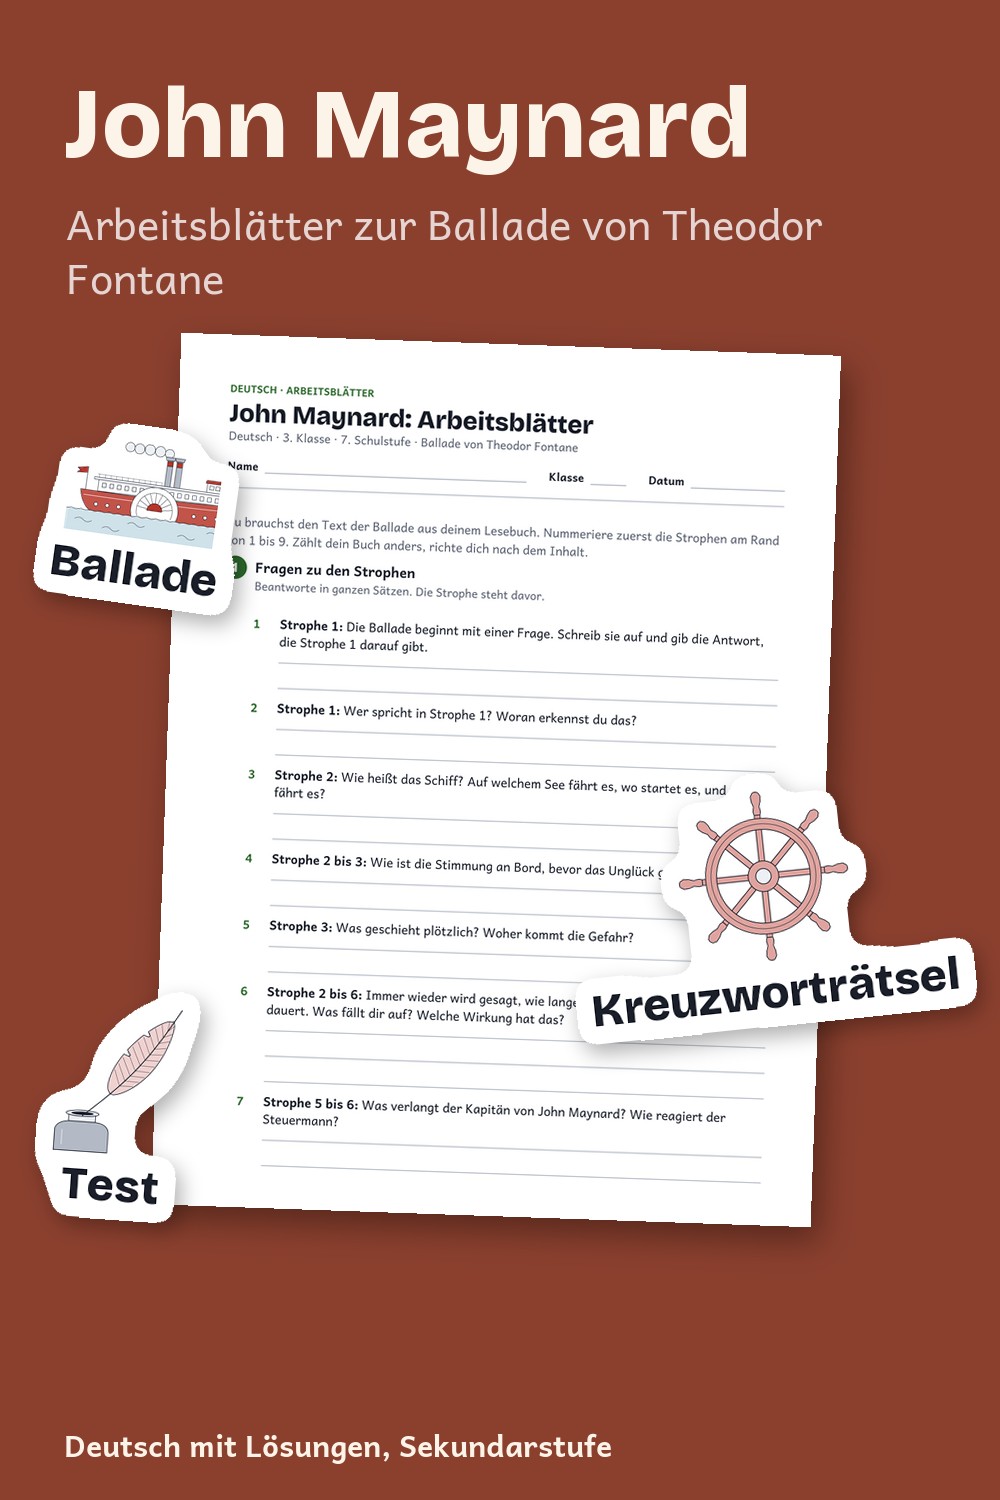 John Maynard
Arbeitsblätter zur Ballade von Theodor
Fontane
DEUTSCH · ARBEITSBLÄTTER
John Maynard: Arbeitsblätter
Deutsch · 3. Klasse · 7. Schulstufe · Ballade von Theodor Fontane
Name Klasse Datum
brauchst den Text der Ballade aus deinem Lesebuch. Nummeriere zuerst die Strophen am Rand
1 bis 9. Zählt dein Buch anders, richte dich nach dem Inhalt.
Fragen zu den Strophen
Beantworte in ganzen Sätzen. Die Strophe steht davor.
1 Strophe 1: Die Ballade beginnt mit einer Frage. Schreib sie auf und gib die Antwort,
die Strophe 1 darauf gibt.
2 Strophe 1: Wer spricht in Strophe 1? Woran erkennst du das?
3 Strophe 2: Wie heißt das Schiff? Auf welchem See fährt es, wo startet es, und
fährt es?
4 Strophe 2 bis 3: Wie ist die Stimmung an Bord, bevor das Unglück
5 Strophe 3: Was geschieht plötzlich? Woher kommt die Gefahr?
6 Strophe 2 bis 6: Immer wieder wird gesagt, wie lange
dauert. Was fällt dir auf? Welche Wirkung hat das?
7 Strophe 5 bis 6: Was verlangt der Kapitän von John Maynard? Wie reagiert der
Steuermann?
Ballade
Kreuzworträtsel
Test
Deutsch mit Lösungen, Sekundarstufe